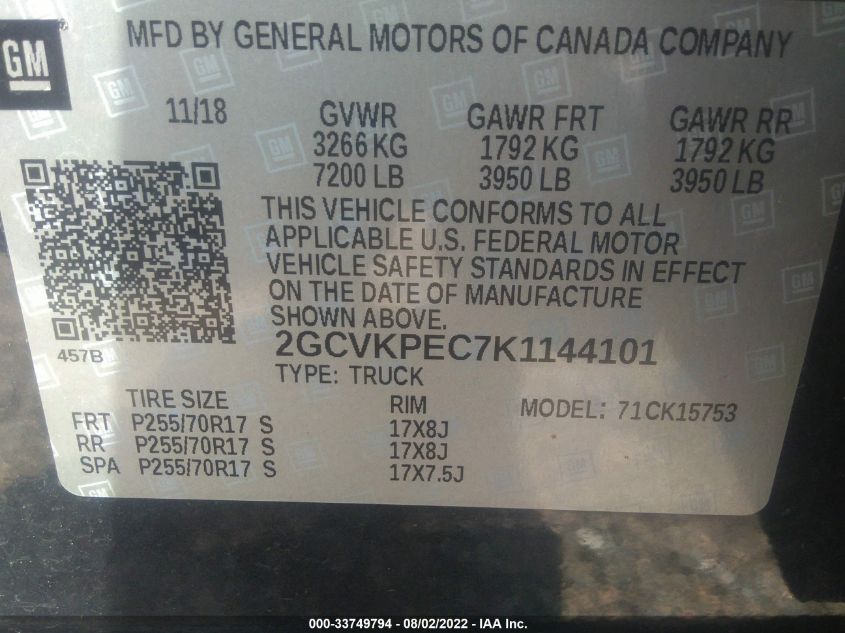 GM
MFD BY GENERAL MOTORS OF CANADA COMPANY
11/18 GVWR GAWR FRT GAWR RR
3266 KG 1792 KG 1792 KG
7200 LB 3950 LB 3950 LB
THIS VEHICLE CONFORMS TO ALL
APPLICABLE U.S. FEDERAL MOTOR
VEHICLE SAFETY STANDARDS IN EFFECT
ON THE DATE OF MANUFACTURE
SHOWN ABOVE.
457B
2GCVKPEC7K1144101
TYPE: TRUCK
TIRE SIZE RIM MODEL: 71CK15753
FRT P255/70R17 S 17X8J
RR P255/70R17 S 17X8J
SPA P255/70R17 S 17X7.5J
000-33749794 - 08/02/2022 - IAA Inc.